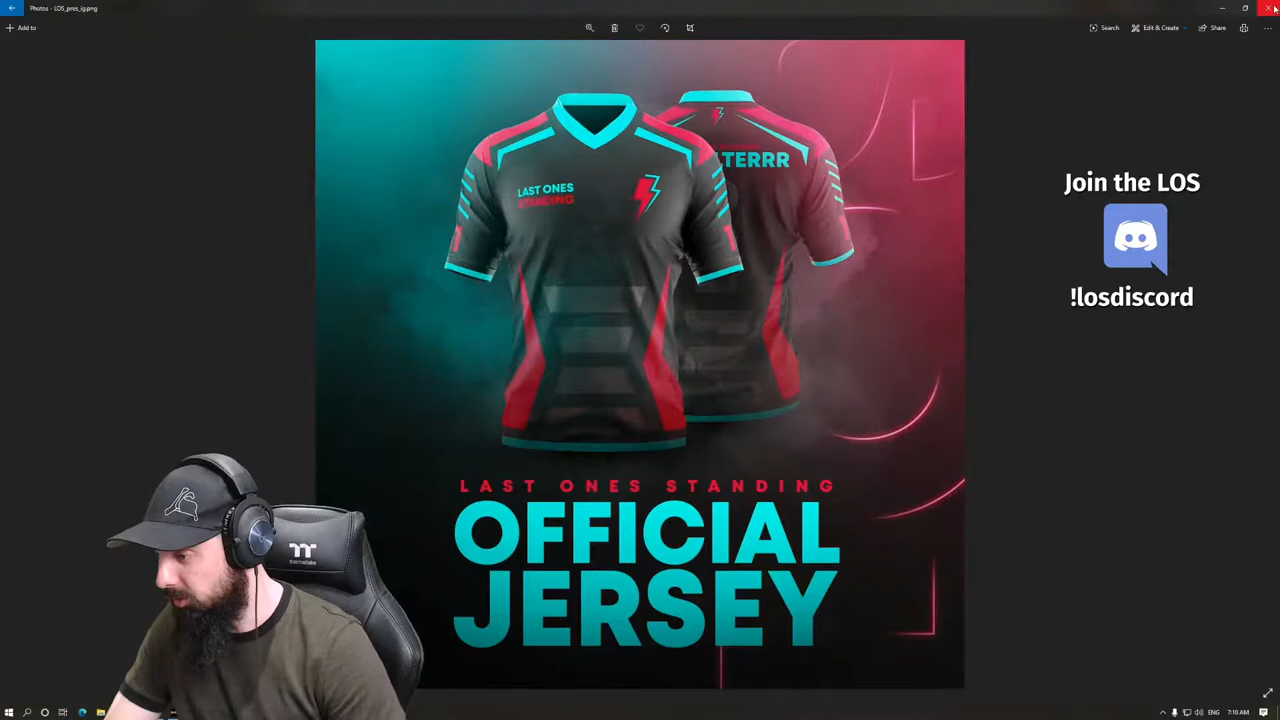 Photos - LOS_pres_ig.png
Add to
Search
Edit & Create
Share
LAST ONES
STANDING
TERRR
Join the LOS
!losdiscord
LAST ONES STANDING
OFFICIAL
JERSEY
thermaltake
ENG
7:10 AM